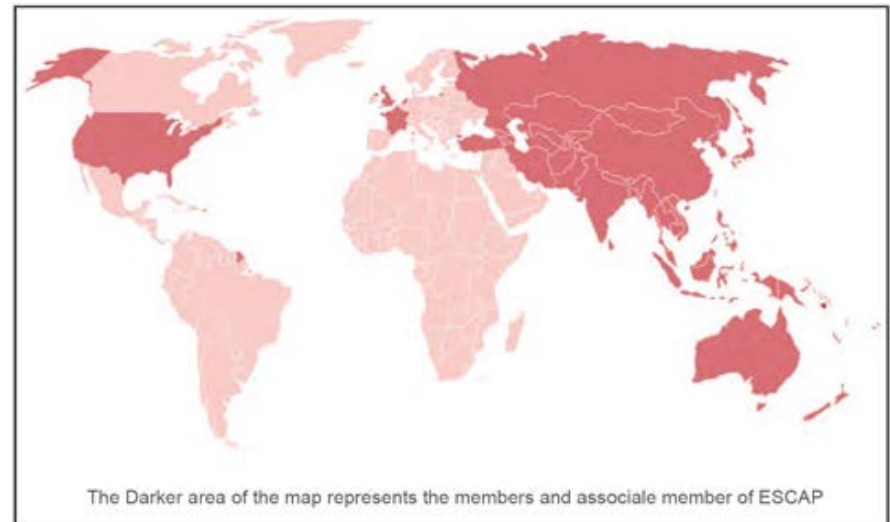 The Darker area of the map represents the members and associale member of ESCAP